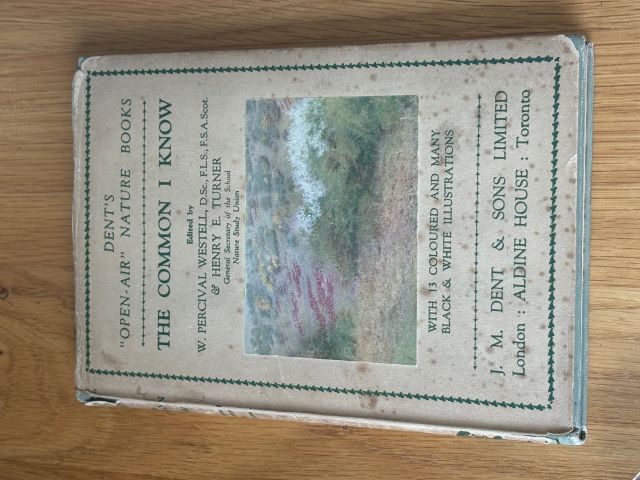 DENT'S
"OPEN-AIR" NATURE BOOKS
THE COMMON I KNOW
Edited by
W. PERCIVAL WESTELL, D.Sc., F.L.S., F.S.A.Scot.
& HENRY E. TURNER
General Secretary of the School
Nature Study Union
WITH 13 COLOURED AND MANY
BLACK & WHITE ILLUSTRATIONS
J. M. DENT & SONS LIMITED
London : ALDINE HOUSE : Toronto